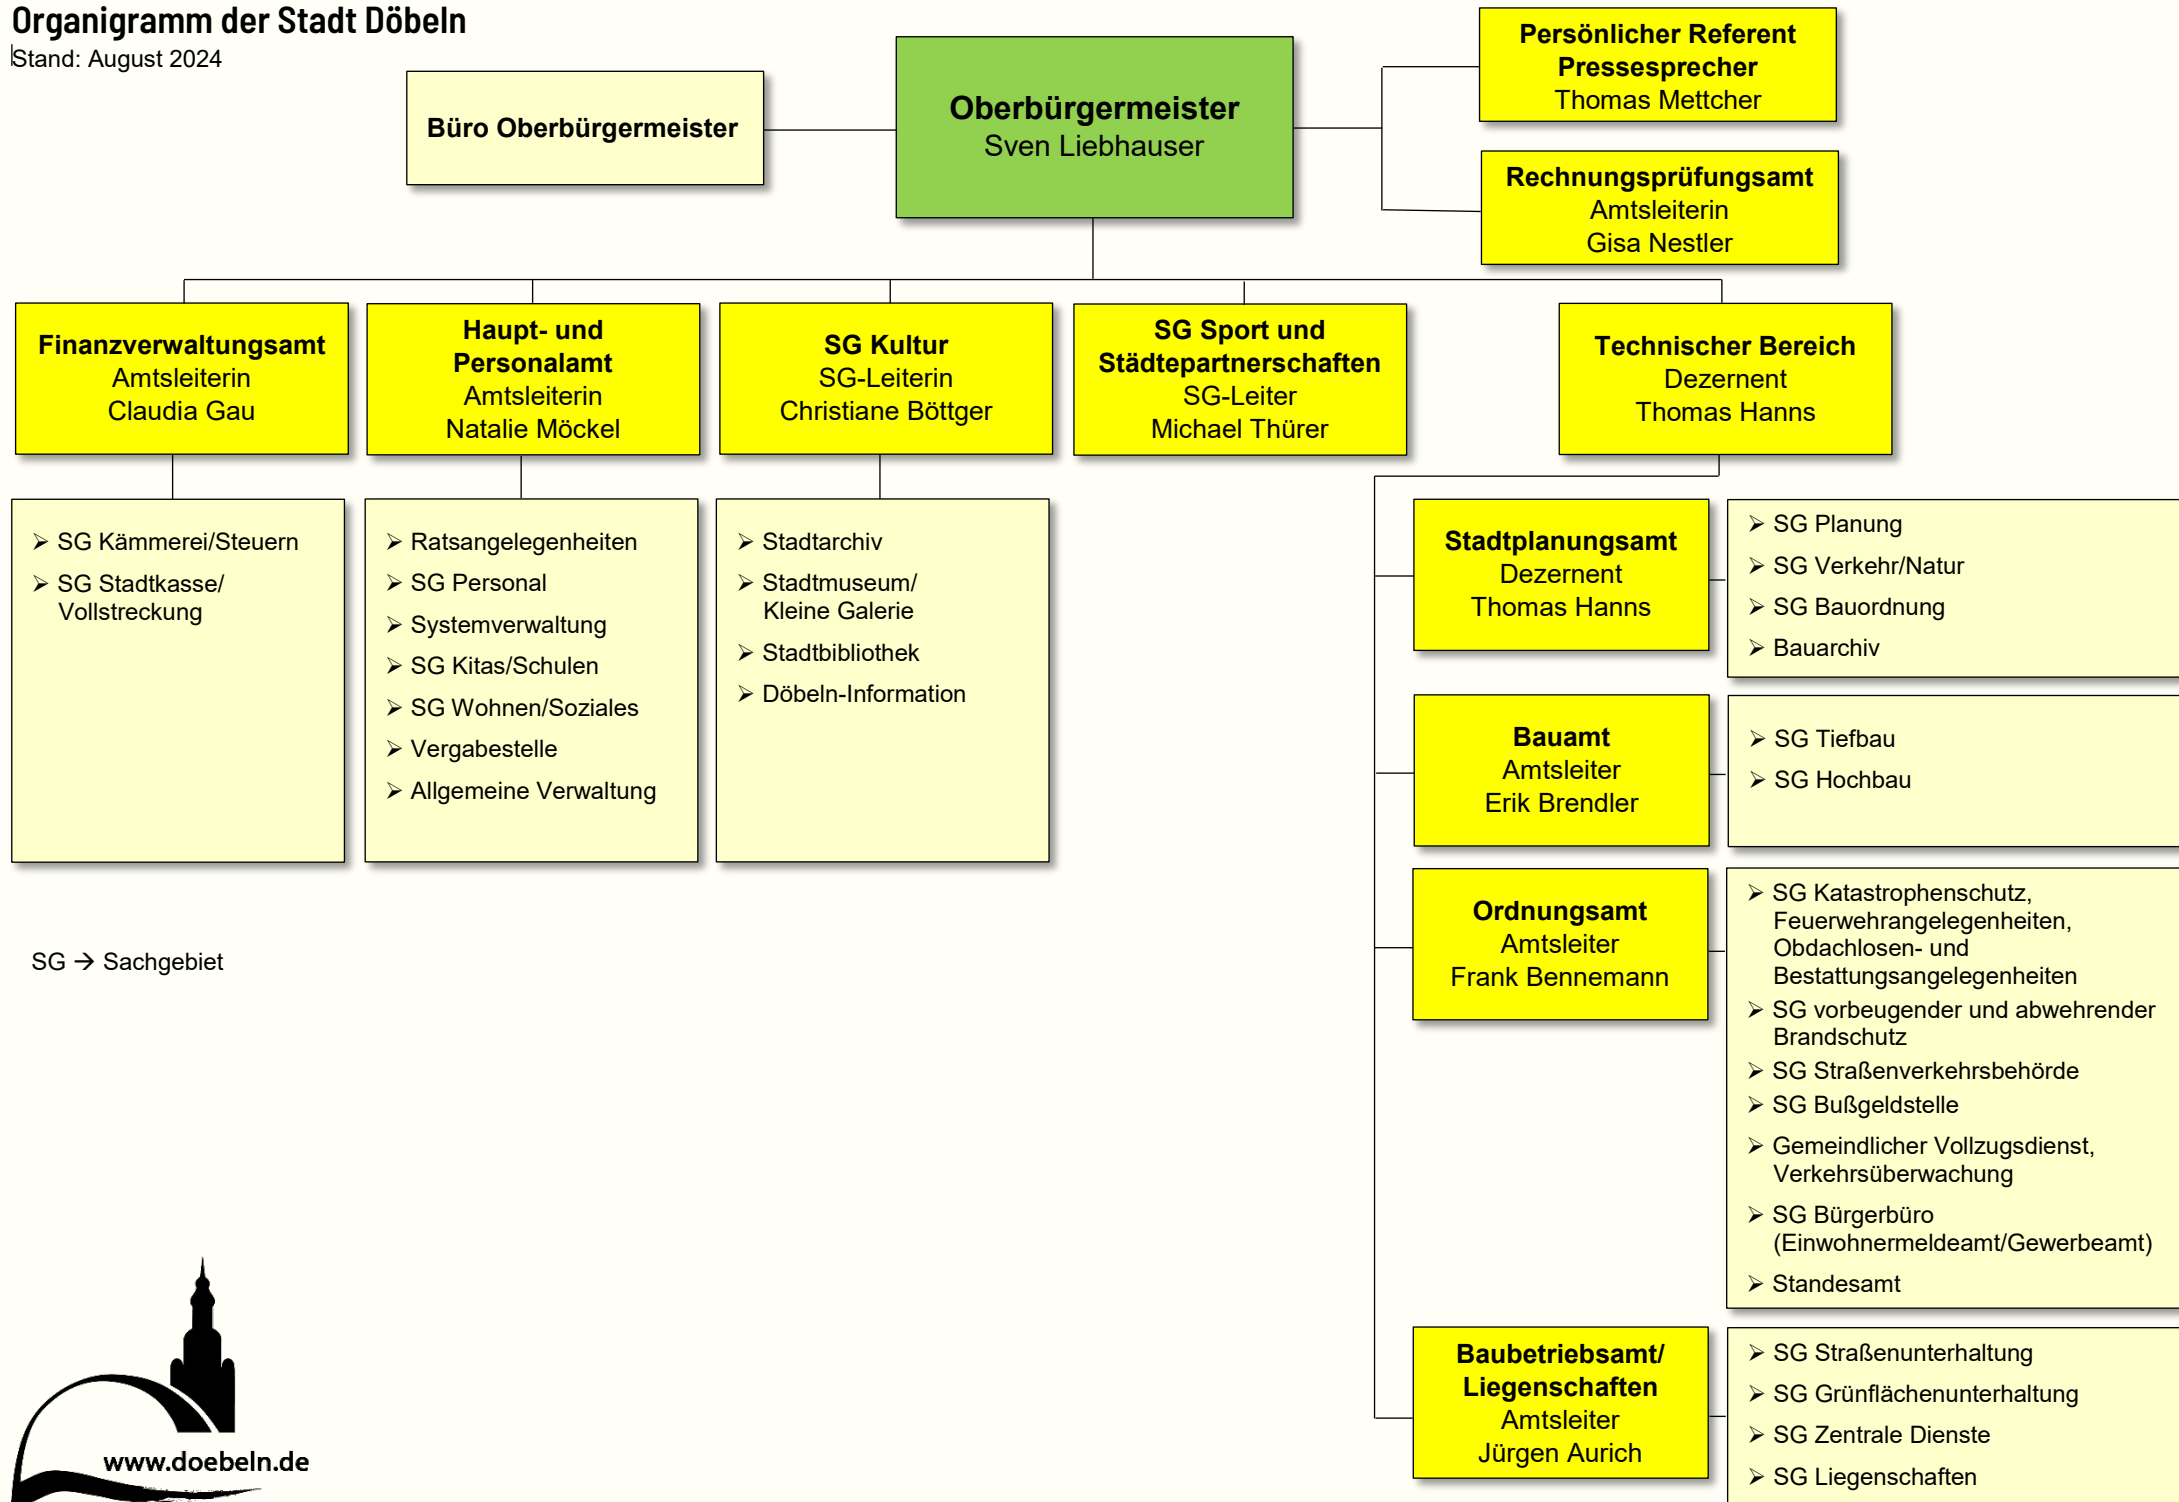 Organigramm der Stadt Döbeln
Stand: August 2024
Büro Oberbürgermeister
Oberbürgermeister
Sven Liebhauser
Persönlicher Referent
Pressesprecher
Thomas Mettcher
Rechnungsprüfungsamt
Amtsleiterin
Gisa Nestler
Finanzverwaltungsamt
Amtsleiterin
Claudia Gau
Haupt- und
Personalamt
Amtsleiterin
Natalie Möckel
SG Kultur
SG-Leiterin
Christiane Böttger
SG Sport und
Städtepartnerschaften
SG-Leiter
Michael Thürer
Technischer Bereich
Dezernent
Thomas Hanns
➢ SG Kämmerei/Steuern
➢ SG Stadtkasse/
Vollstreckung
➢ Ratsangelegenheiten
➢ SG Personal
➢ Systemverwaltung
➢ SG Kitas/Schulen
➢ SG Wohnen/Soziales
➢ Vergabestelle
➢ Allgemeine Verwaltung
➢ Stadtarchiv
➢ Stadtmuseum/
Kleine Galerie
➢ Stadtbibliothek
➢ Döbeln-Information
Stadtplanungsamt
Dezernent
Thomas Hanns
➢ SG Planung
➢ SG Verkehr/Natur
➢ SG Bauordnung
➢ Bauarchiv
Bauamt
Amtsleiter
Erik Brendler
➢ SG Tiefbau
➢ SG Hochbau
Ordnungsamt
Amtsleiter
Frank Bennemann
➢ SG Katastrophenschutz,
Feuerwehrangelegenheiten,
Obdachlosen- und
Bestattungsangelegenheiten
➢ SG vorbeugender und abwehrender
Brandschutz
➢ SG Straßenverkehrsbehörde
➢ SG Bußgeldstelle
➢ Gemeindlicher Vollzugsdienst,
Verkehrsüberwachung
➢ SG Bürgerbüro
(Einwohnermeldeamt/Gewerbeamt)
➢ Standesamt
Baubetriebsamt/
Liegenschaften
Amtsleiter
Jürgen Aurich
➢ SG Straßenunterhaltung
➢ SG Grünflächenunterhaltung
➢ SG Zentrale Dienste
➢ SG Liegenschaften
SG → Sachgebiet
www.doebeln.de